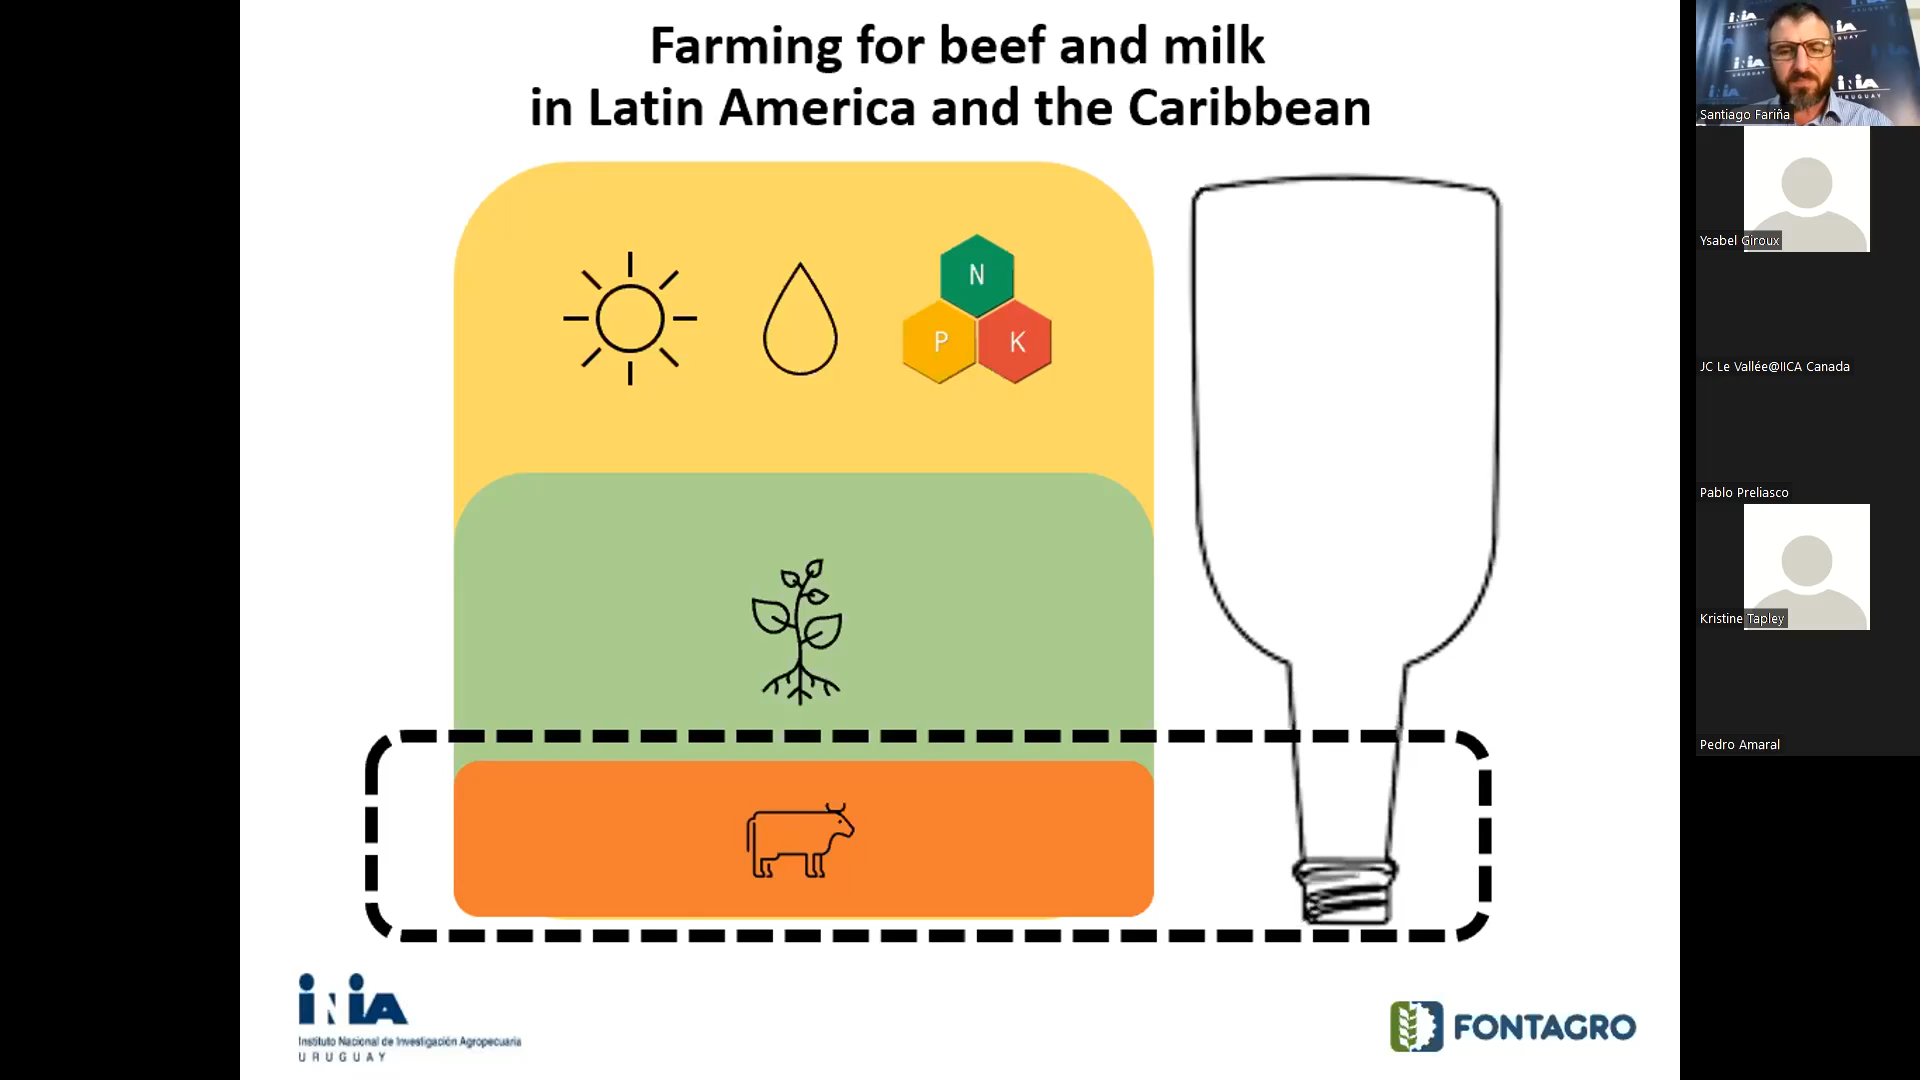 Farming for beef and milk
in Latin America and the Caribbean
N
P
K
iNiA
Instituto Nacional de Investigación Agropecuaria
URUGUAY
FONTAGRO
Santiago Fariña
Ysabel Giroux
JC Le Vallée@IICA Canada
Pablo Preliasco
Kristine Tapley
Pedro Amaral